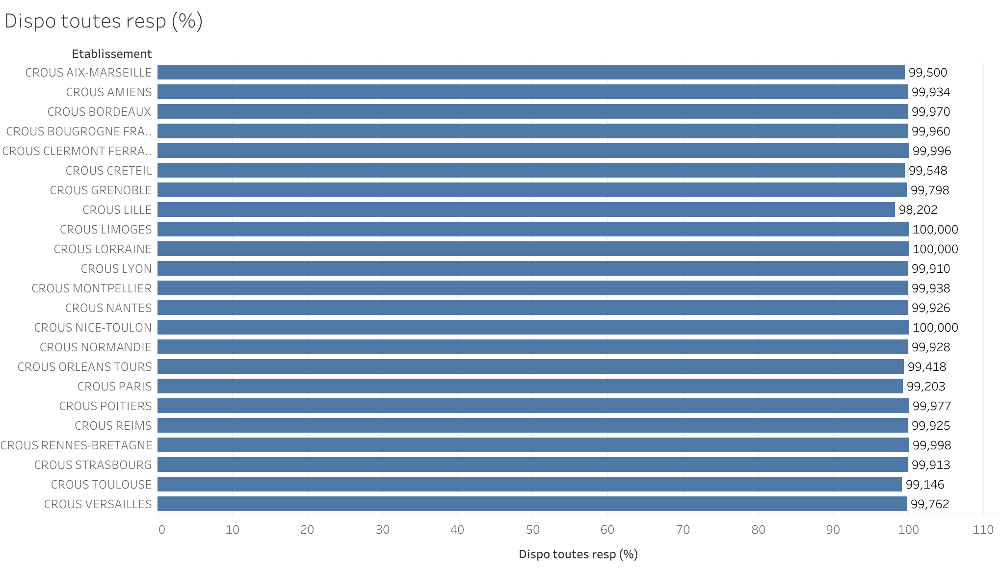 Dispo toutes resp (%)
Etablissement
CROUS AIX-MARSEILLE 99,500
CROUS AMIENS 99,934
CROUS BORDEAUX 99,970
CROUS BOUGROGNE FRA.. 99,960
CROUS CLERMONT FERRA.. 99,996
CROUS CRETEIL 99,548
CROUS GRENOBLE 99,798
CROUS LILLE 98,202
CROUS LIMOGES 100,000
CROUS LORRAINE 100,000
CROUS LYON 99,910
CROUS MONTPELLIER 99,938
CROUS NANTES 99,926
CROUS NICE-TOULON 100,000
CROUS NORMANDIE 99,928
CROUS ORLEANS TOURS 99,418
CROUS PARIS 99,203
CROUS POITIERS 99,977
CROUS REIMS 99,925
CROUS RENNES-BRETAGNE 99,998
CROUS STRASBOURG 99,913
CROUS TOULOUSE 99,146
CROUS VERSAILLES 99,762
0 10 20 30 40 50 60 70 80 90 100 110
Dispo toutes resp (%)